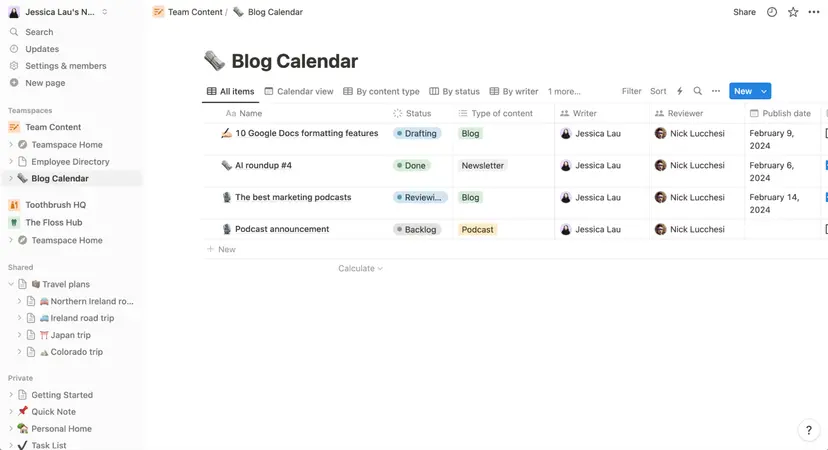 Jessica Lau's N...
Search
Updates
Settings & members
New page
Teamspaces
Team Content
Teamspace Home
Employee Directory
Blog Calendar
Toothbrush HQ
The Floss Hub
Teamspace Home
Shared
Travel plans
Northern Ireland ro...
Ireland road trip
Japan trip
Colorado trip
Private
Getting Started
Quick Note
Personal Home
Task List
Team Content / Blog Calendar
Share
Blog Calendar
All items Calendar view By content type By status By writer 1 more...
Filter Sort New
Aa Name Status Type of content Writer Reviewer Publish date
10 Google Docs formatting features Drafting Blog Jessica Lau Nick Lucchesi February 9,
2024
AI roundup #4 Done Newsletter Jessica Lau Nick Lucchesi February 6,
2024
The best marketing podcasts Reviewi... Blog Jessica Lau Nick Lucchesi February 14,
2024
Podcast announcement Backlog Podcast Jessica Lau Nick Lucchesi
+ New
Calculate
?